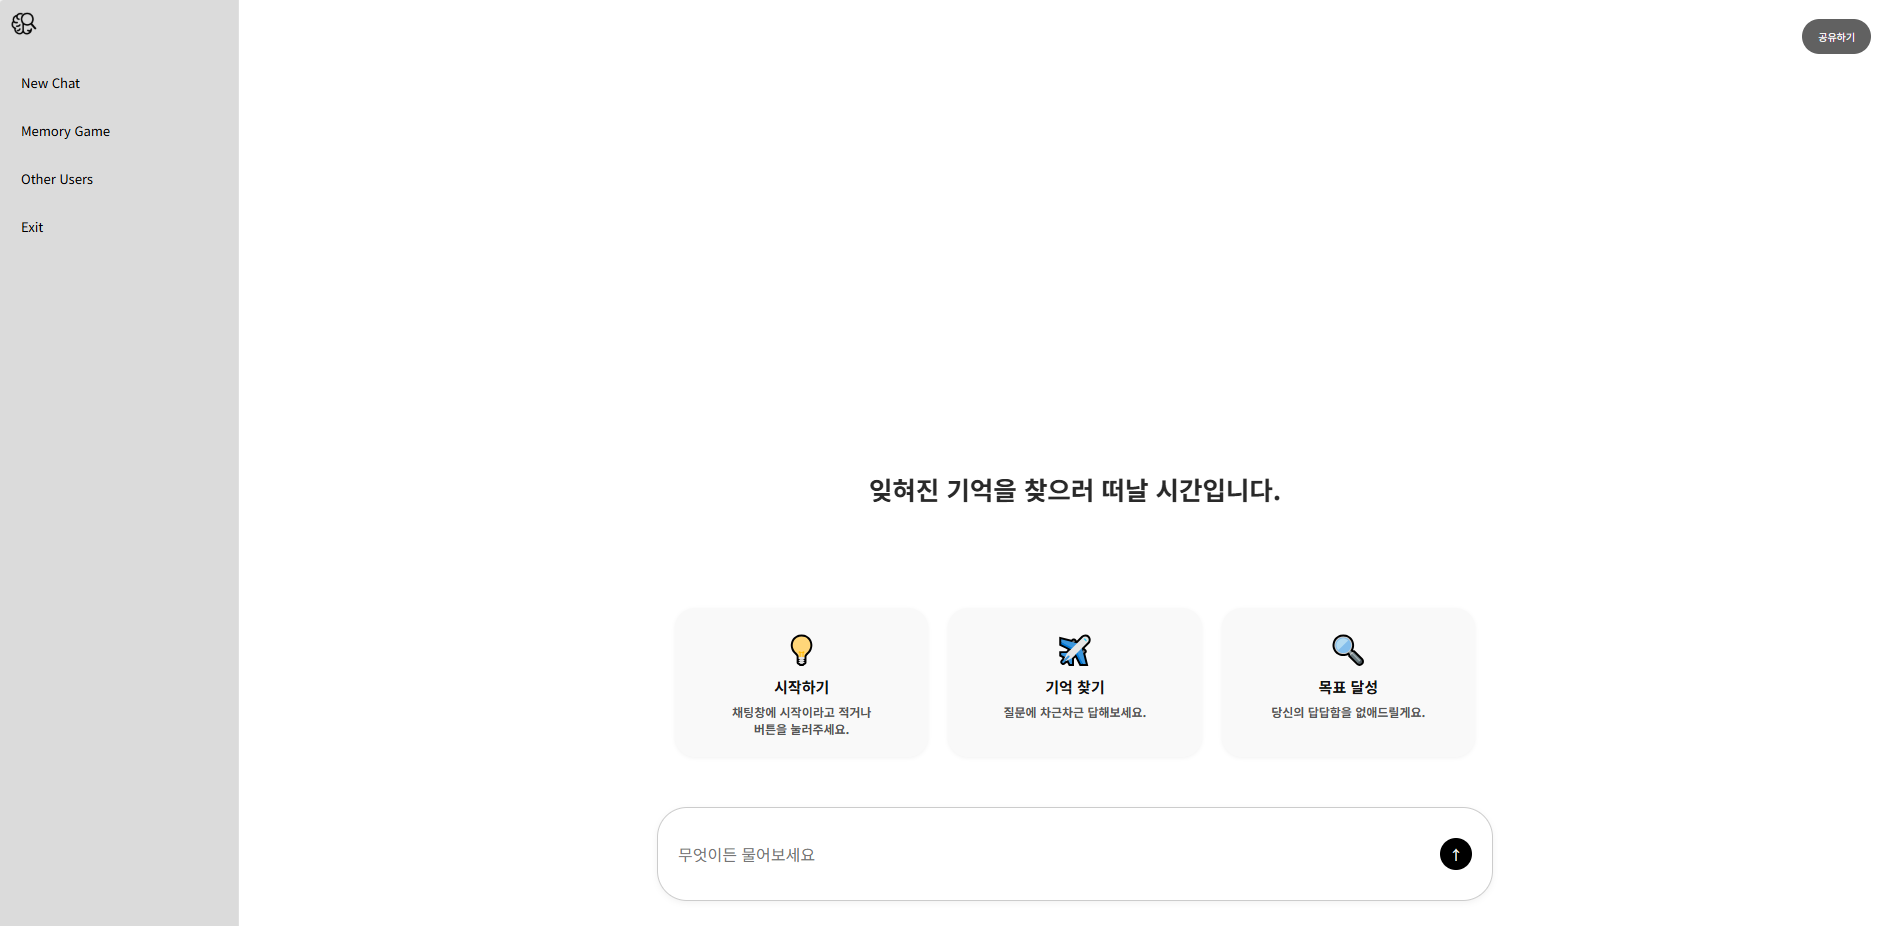 New Chat
Memory Game
Other Users
Exit
공유하기
잊혀진 기억을 찾으러 떠날 시간입니다.
시작하기
채팅창에 시작이라고 적거나
버튼을 눌러주세요.
기억 찾기
질문에 차근차근 답해보세요.
목표 달성
당신의 답답함을 없애드릴게요.
무엇이든 물어보세요
↑